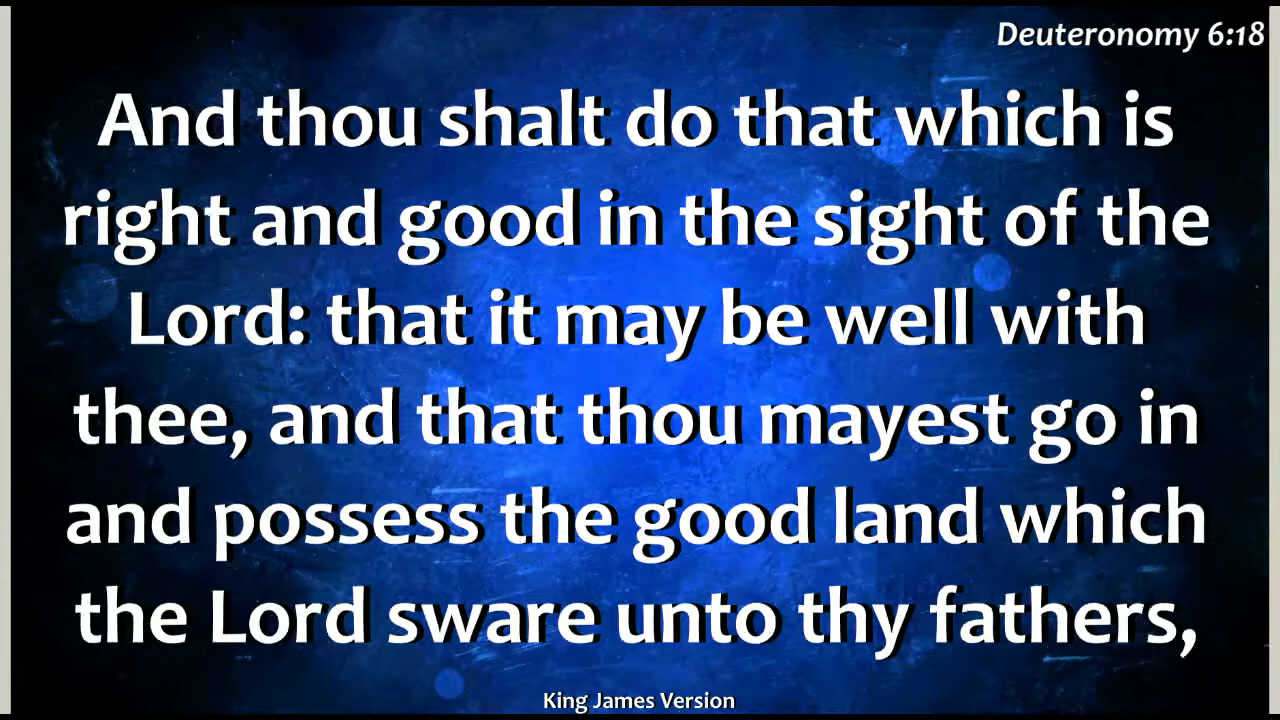 Deuteronomy 6:18
And thou shalt do that which is
right and good in the sight of the
Lord: that it may be well with
thee, and that thou mayest go in
and possess the good land which
the Lord sware unto thy fathers,
King James Version